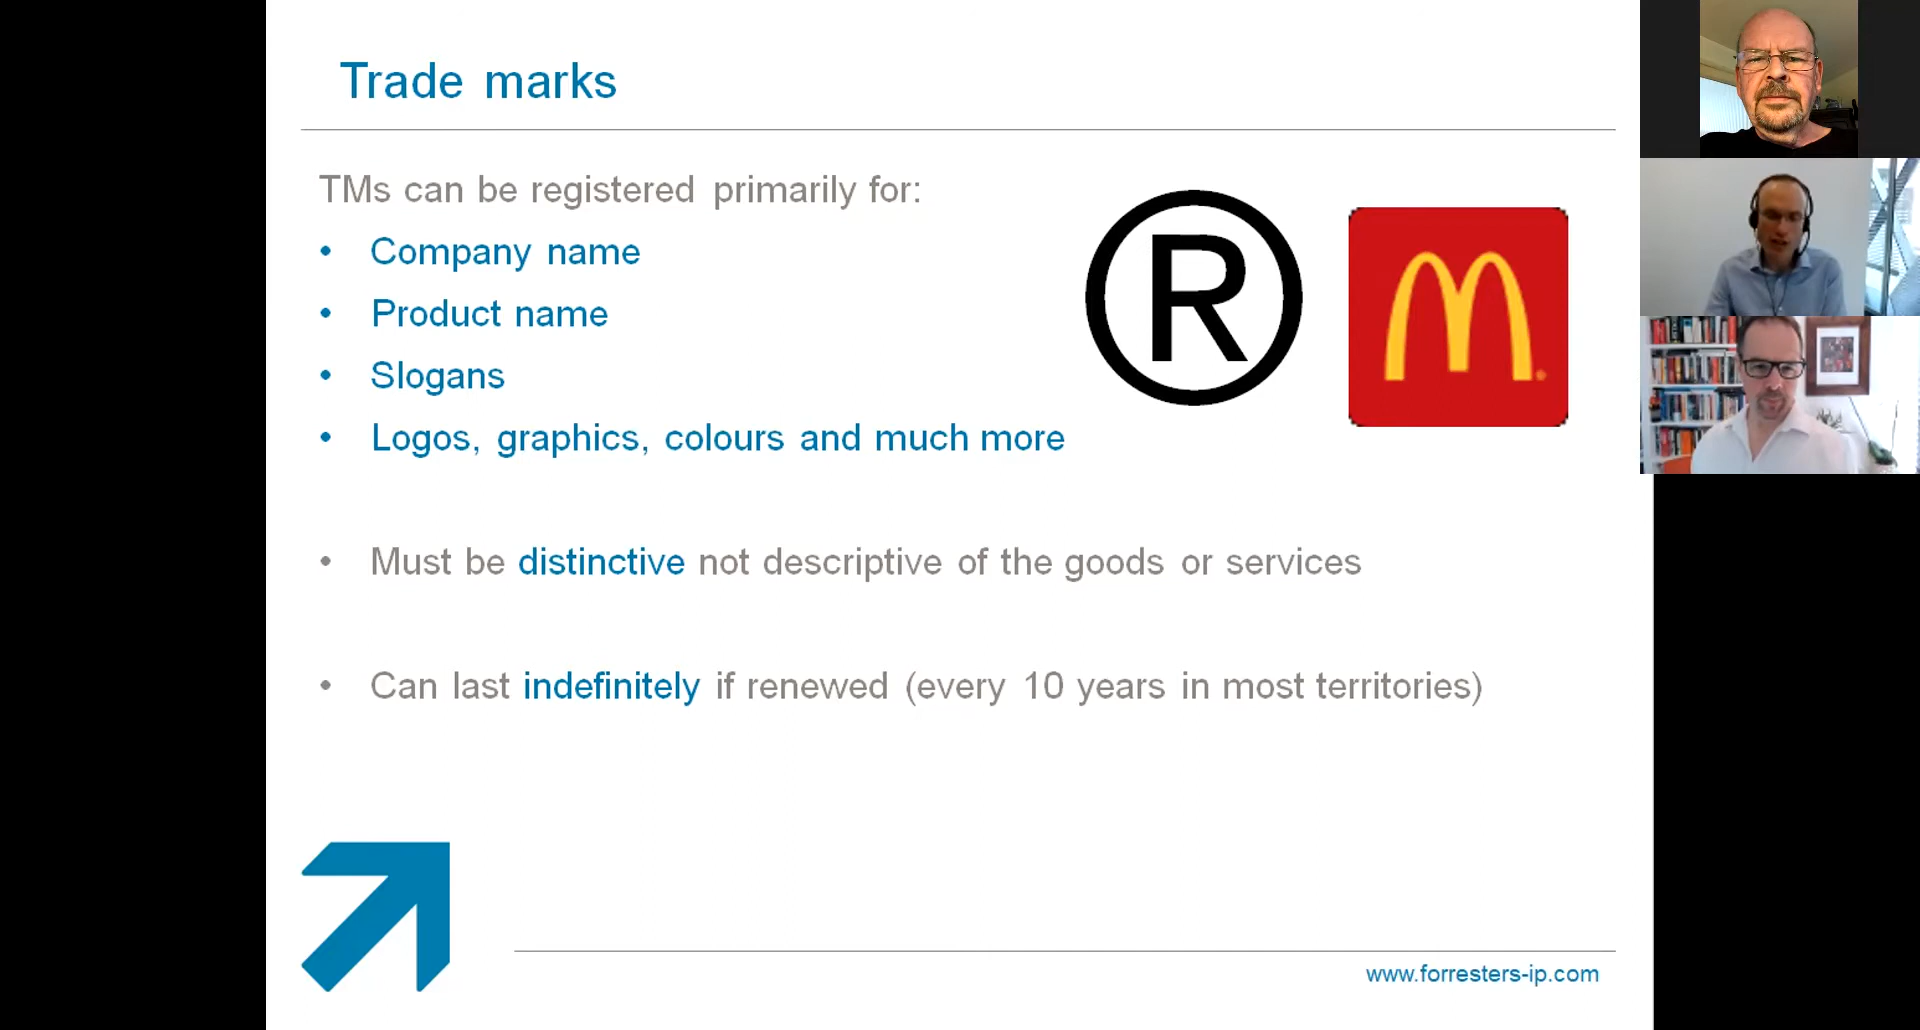 Trade marks
TMs can be registered primarily for:
• Company name
• Product name
• Slogans
• Logos, graphics, colours and much more
R
M
• Must be distinctive not descriptive of the goods or services
• Can last indefinitely if renewed (every 10 years in most territories)
www.forresters-ip.com